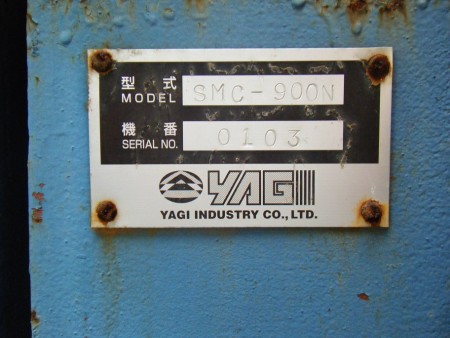 型式 SMC-900N
MODEL
機番 0103
SERIAL NO.
YAGI
YAGI INDUSTRY CO., LTD.